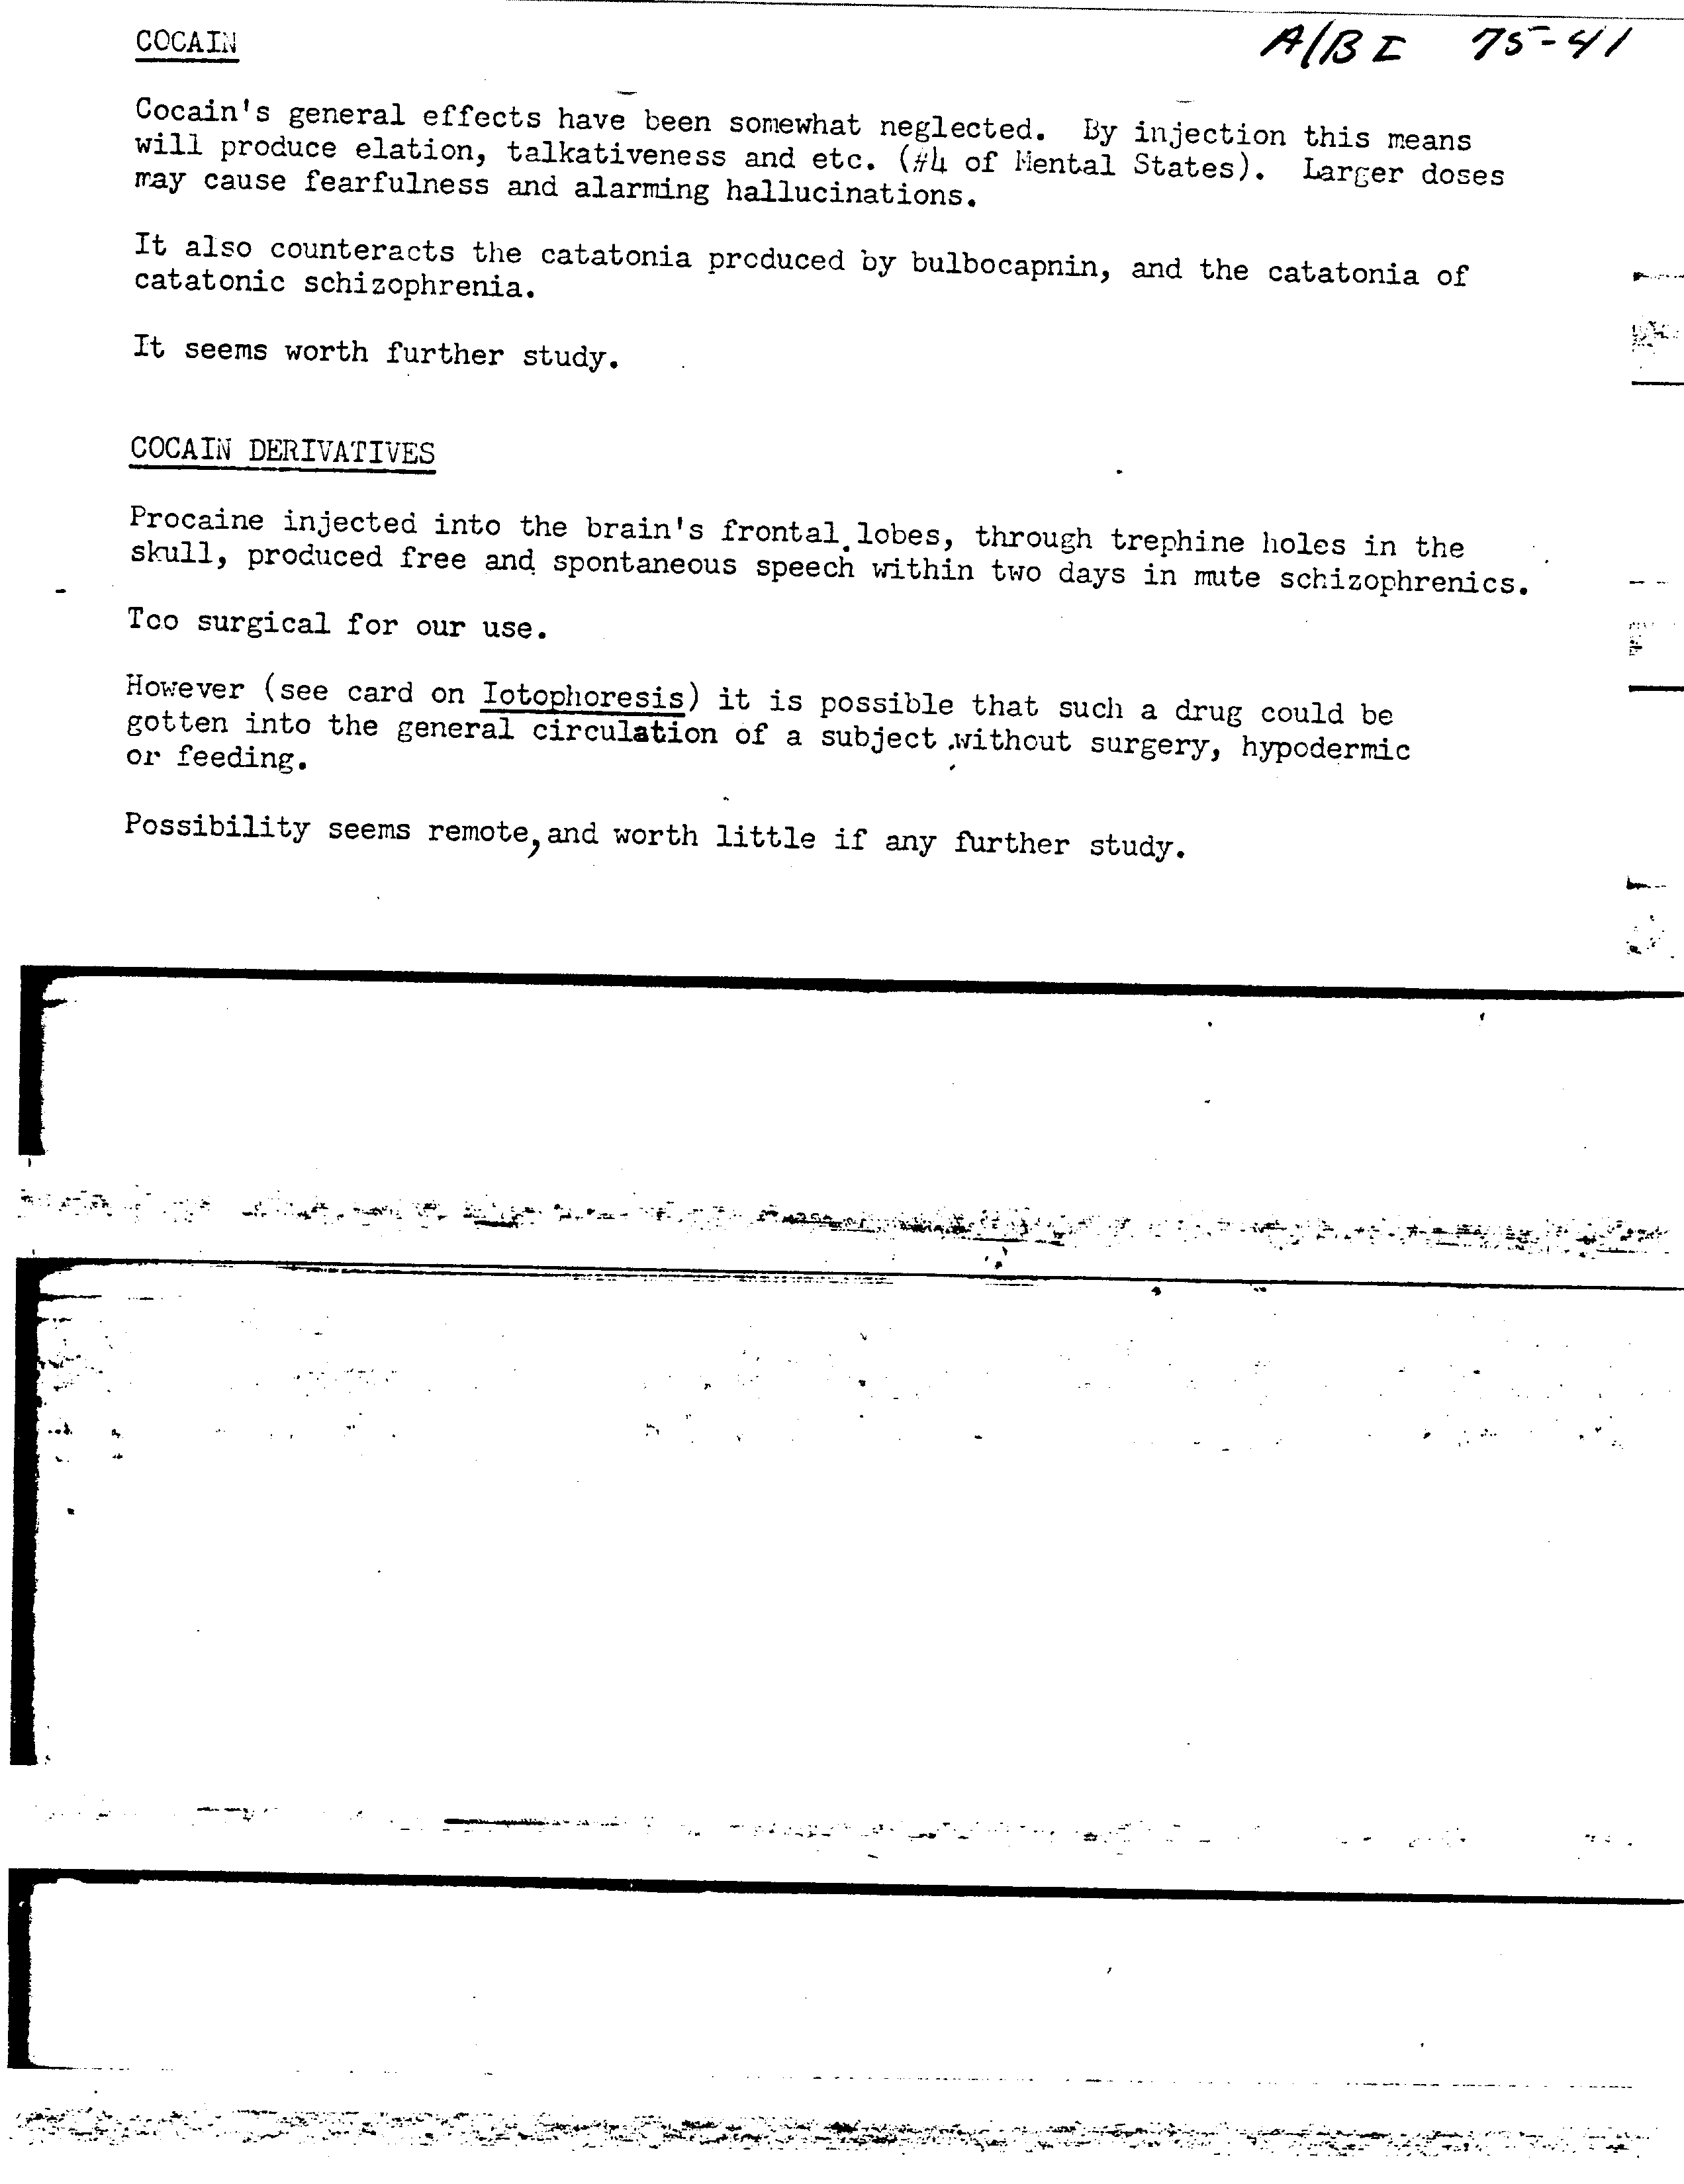 COCAIN
A/B I 75-41
Cocain's general effects have been somewhat neglected. By injection this means
will produce elation, talkativeness and etc. (#4 of Mental States). Larger doses
may cause fearfulness and alarming hallucinations.
It also counteracts the catatonia produced by bulbocapnin, and the catatonia of
catatonic schizophrenia.
It seems worth further study.
COCAIN DERIVATIVES
Procaine injected into the brain's frontal lobes, through trephine holes in the
skull, produced free and spontaneous speech within two days in mute schizophrenics.
Too surgical for our use.
However (see card on Iotophoresis) it is possible that such a drug could be
gotten into the general circulation of a subject without surgery, hypodermic
or feeding.
Possibility seems remote, and worth little if any further study.